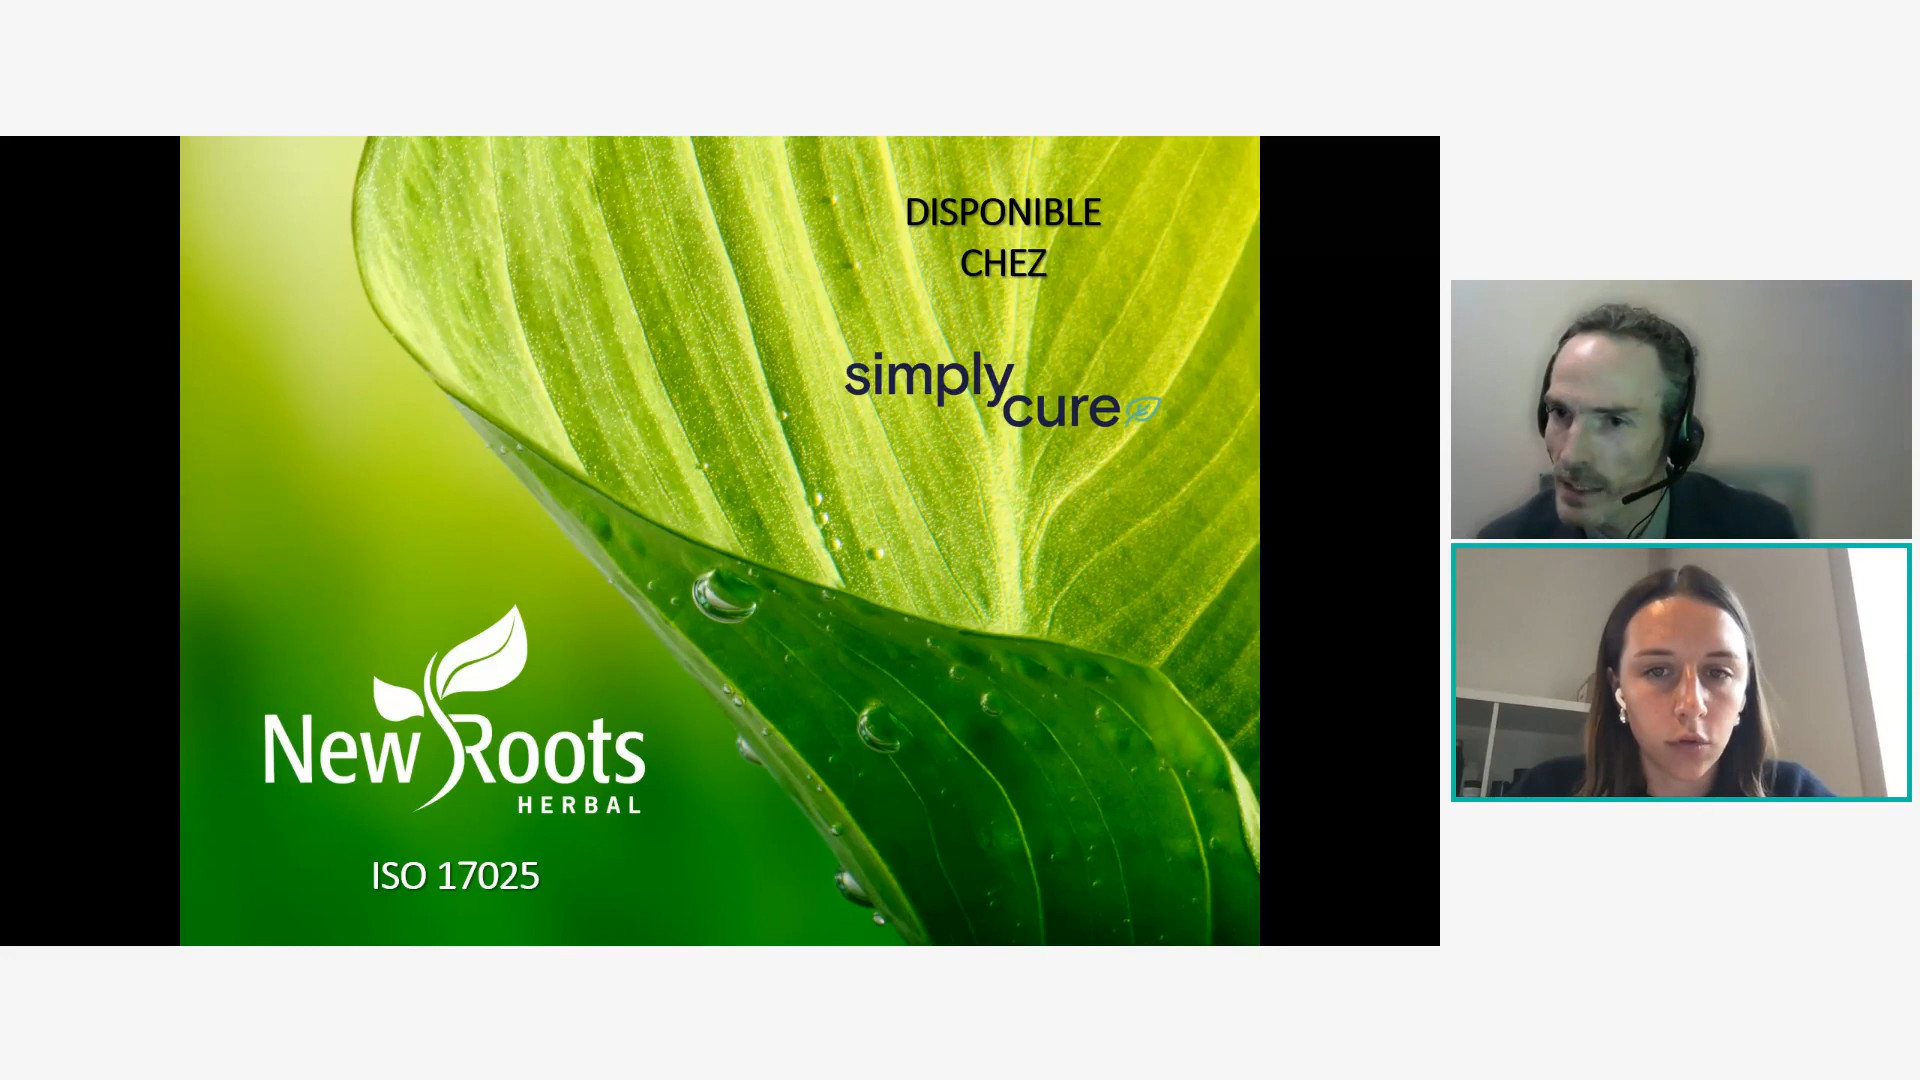 DISPONIBLE
CHEZ
simply
cure
New Roots
HERBAL
ISO 17025